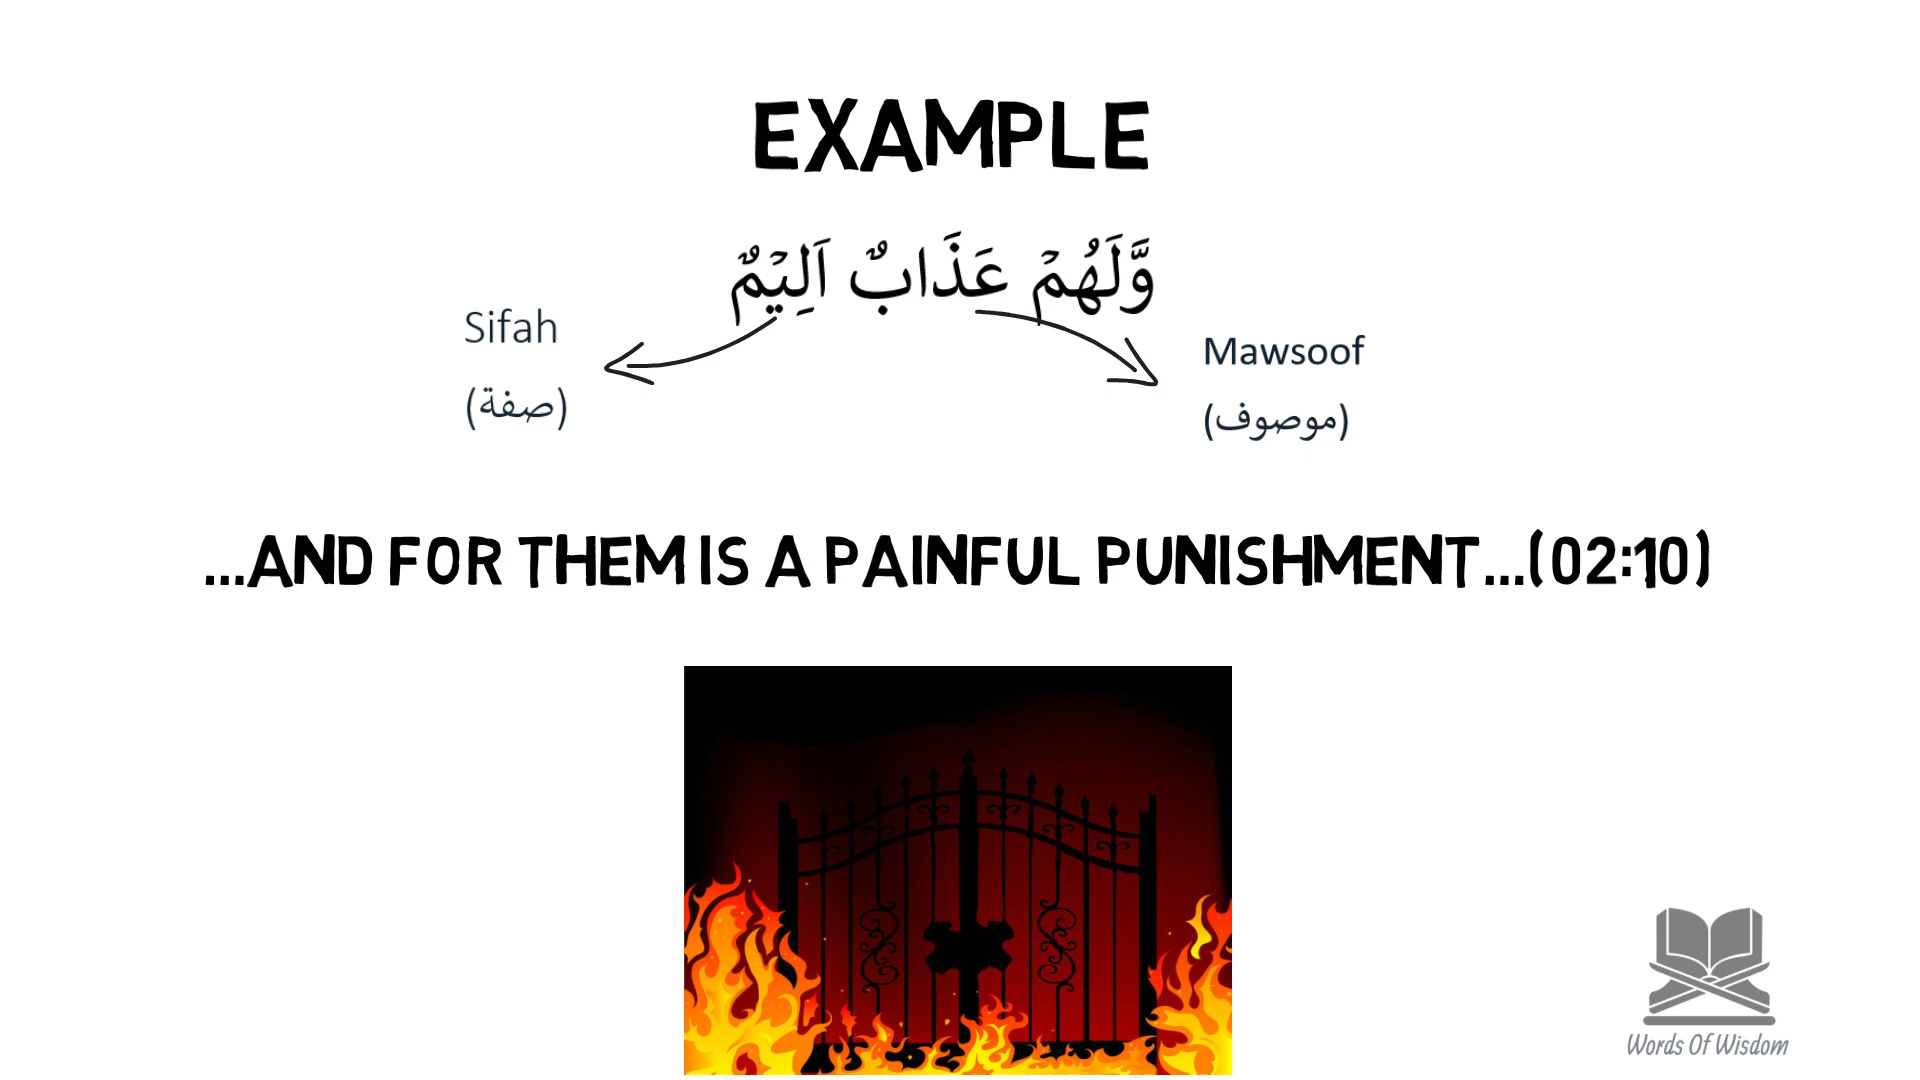 EXAMPLE
وَّلَهُمۡ عَذَابٌ اَلِيۡمٌ
Sifah
(صفة)
Mawsoof
(موصوف)
...AND FOR THEM IS A PAINFUL PUNISHMENT...(02:10)
Words Of Wisdom